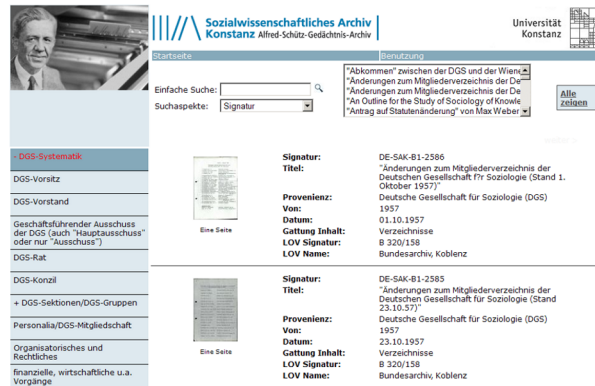 Sozialwissenschaftliches Archiv
Konstanz Alfred-Schütz-Gedächtnis-Archiv
Universität
Konstanz
Startseite
Benutzung
Einfache Suche:
Suchaspekte: Signatur
"Abkommen" zwischen der DGS und der Wiene
"Änderungen zum Mitgliederverzeichnis der De
"Änderungen zum Mitgliederverzeichnis der De
"An Outline for the Study of Sociology of Knowle
"Antrag auf Statutenänderung" von Max Weber
Alle
zeigen
- DGS-Systematik
DGS-Vorsitz
DGS-Vorstand
Geschäftsführender Ausschuss
der DGS (auch "Hauptausschuss"
oder nur "Ausschuss")
DGS-Rat
DGS-Konzil
+ DGS-Sektionen/DGS-Gruppen
Personalia/DGS-Mitgliedschaft
Organisatorisches und
Rechtliches
finanzielle, wirtschaftliche u.a.
Vorgänge
Eine Seite
Signatur: DE-SAK-B1-2586
Titel: "Änderungen zum Mitgliederverzeichnis der
Deutschen Gesellschaft f?r Soziologie (Stand 1.
Oktober 1957)"
Provenienz: Deutsche Gesellschaft für Soziologie (DGS)
Von: 1957
Datum: 01.10.1957
Gattung Inhalt: Verzeichnisse
LOV Signatur: B 320/158
LOV Name: Bundesarchiv, Koblenz
Eine Seite
Signatur: DE-SAK-B1-2585
Titel: "Änderungen zum Mitgliederverzeichnis der
Deutschen Gesellschaft für Soziologie (Stand
23.10.57)"
Provenienz: Deutsche Gesellschaft für Soziologie (DGS)
Von: 1957
Datum: 23.10.1957
Gattung Inhalt: Verzeichnisse
LOV Signatur: B 320/158
LOV Name: Bundesarchiv, Koblenz